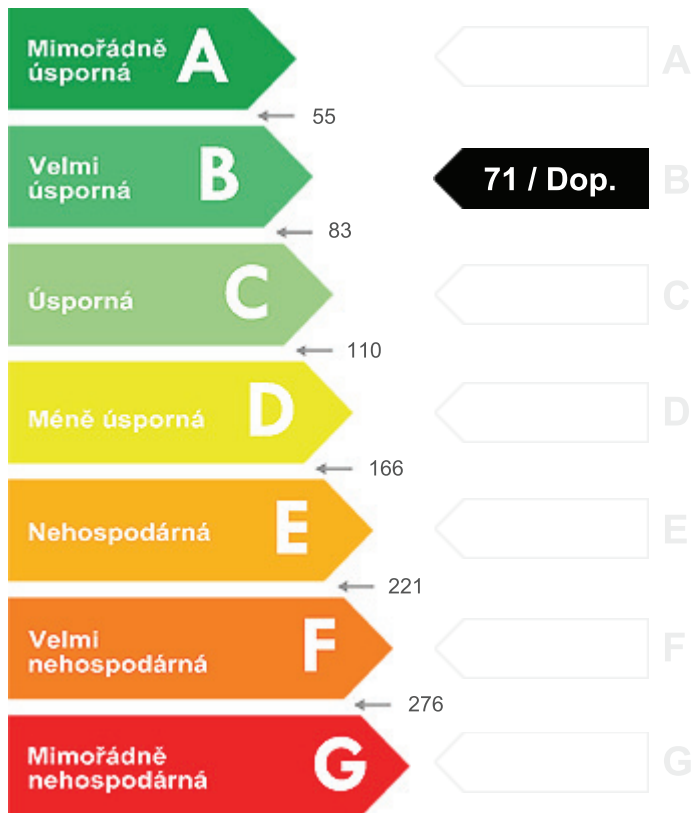 Mimořádně
úsporná
A
A
55
Velmi
úsporná
B
71 / Dop.
B
83
Úsporná
C
C
110
Méně úsporná
D
D
166
Nehospodárná
E
E
221
Velmi
nehospodárná
F
F
276
Mimořádně
nehospodárná
G
G